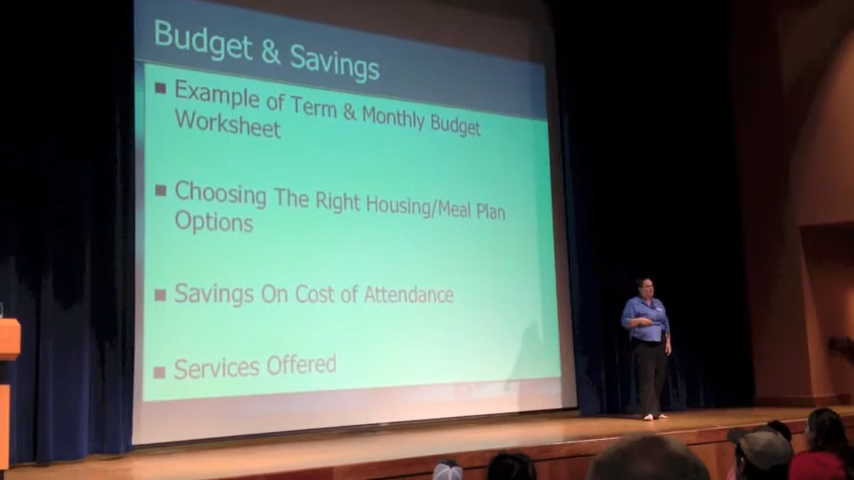 Budget & Savings
Example of Term & Monthly Budget
Worksheet
Choosing The Right Housing/Meal Plan
Options
Savings On Cost of Attendance
Services Offered